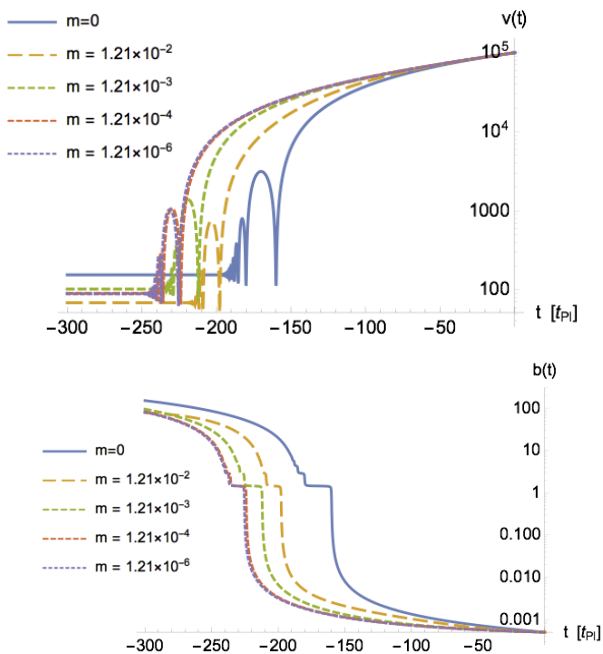 v(t)
m=0
m = 1.21×10⁻²
m = 1.21×10⁻³
m = 1.21×10⁻⁴
m = 1.21×10⁻⁶
10⁵
10⁴
1000
100
−300 −250 −200 −150 −100 −50
t [t_Pl]
b(t)
m=0
m = 1.21×10⁻²
m = 1.21×10⁻³
m = 1.21×10⁻⁴
m = 1.21×10⁻⁶
100
10
1
0.100
0.010
0.001
−300 −250 −200 −150 −100 −50
t [t_Pl]